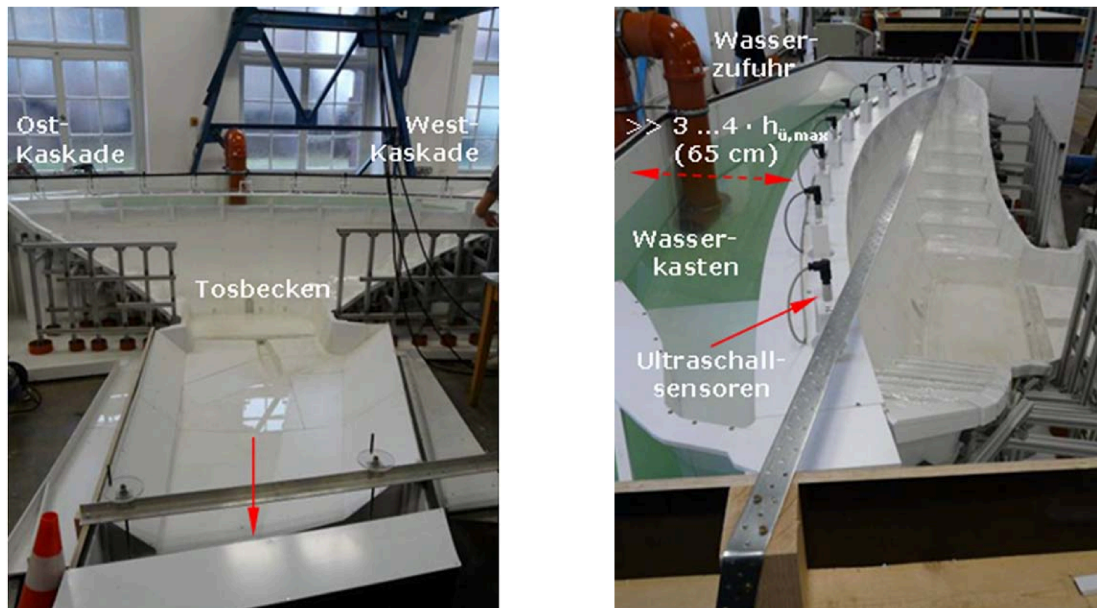 Ost-
Kaskade
West-
Kaskade
Tosbecken
Wasser-
zufuhr
>> 3 ...4 · hü,max
(65 cm)
Wasser-
kasten
Ultraschall-
sensoren